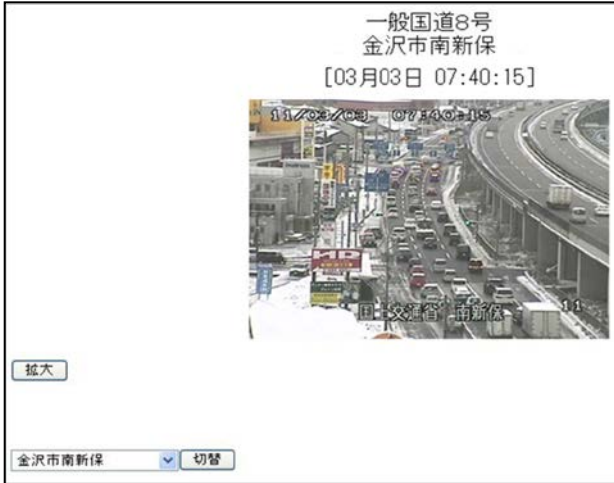 一般国道8号
金沢市南新保
[03月03日 07:40:15]
11/03/03 07:40:15
国土交通省 南新保
11
拡大
金沢市南新保
切替